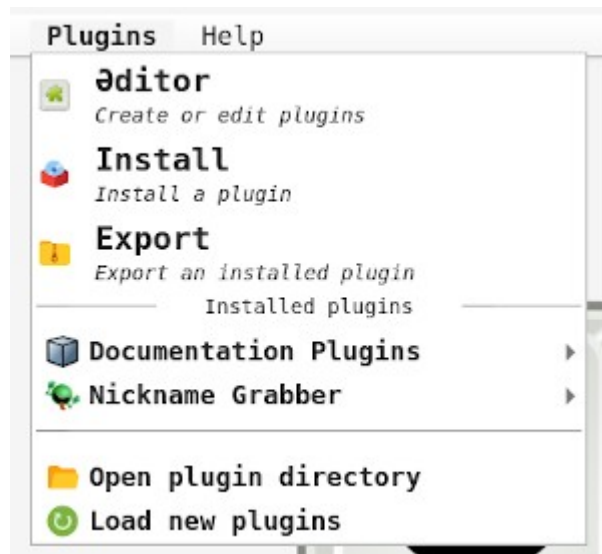 Plugins Help
Əditor
Create or edit plugins
Install
Install a plugin
Export
Export an installed plugin
Installed plugins
Documentation Plugins
Nickname Grabber
Open plugin directory
Load new plugins